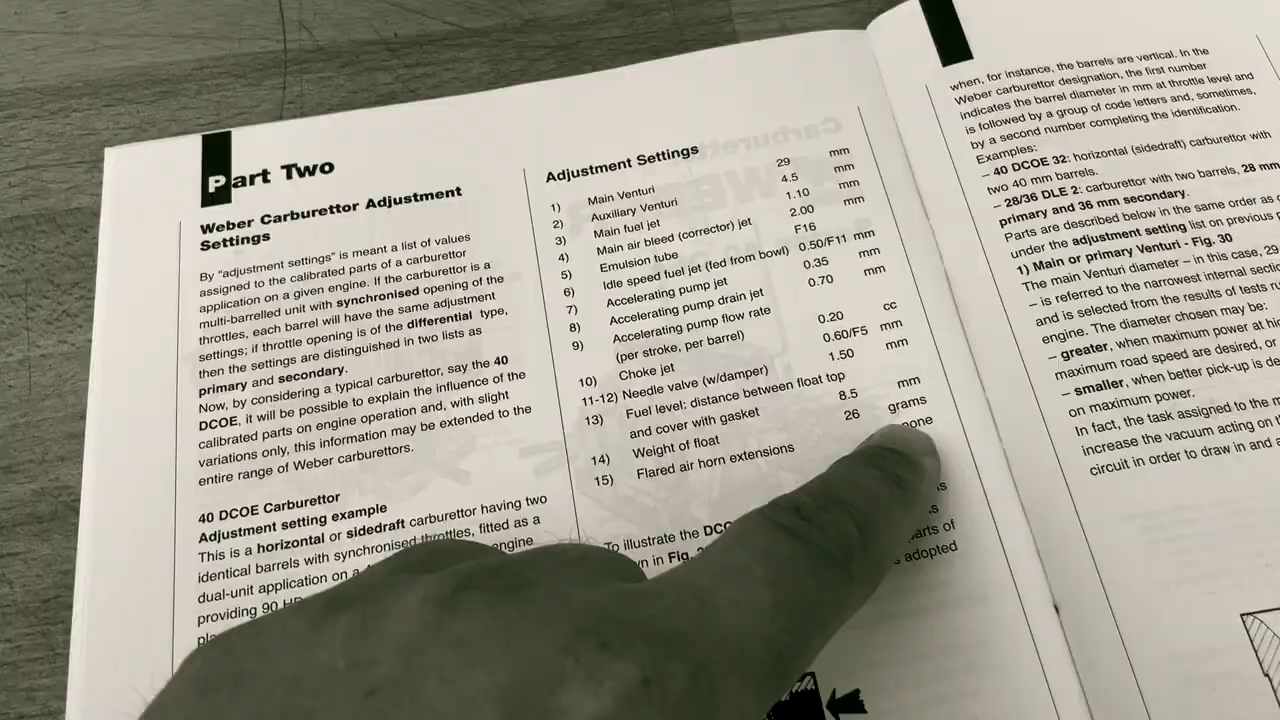 Part Two
Weber Carburettor Adjustment
Settings
By "adjustment settings" is meant a list of values
assigned to the calibrated parts of a carburettor
application on a given engine. If the carburettor is a
multi-barrelled unit with synchronised opening of the
throttles, each barrel will have the same adjustment
settings; if throttle opening is of the differential type,
then the settings are distinguished in two lists as
primary and secondary.
Now, by considering a typical carburettor, say the 40
DCOE, it will be possible to explain the influence of the
calibrated parts on engine operation and, with slight
variations only, this information may be extended to the
entire range of Weber carburettors.
40 DCOE Carburettor
Adjustment setting example
This is a horizontal or sidedraft carburettor having two
identical barrels with synchronised throttles, fitted as a
dual-unit application on a engine
providing 90
Adjustment Settings
1) Main Venturi 29 mm
2) Auxiliary Venturi 4.5 mm
3) Main fuel jet 1.10 mm
4) Main air bleed (corrector) jet 2.00 mm
5) Emulsion tube F16
6) Idle speed fuel jet (fed from bowl) 0.50/F11 mm
7) Accelerating pump jet 0.35 mm
8) Accelerating pump drain jet 0.70 mm
9) Accelerating pump flow rate
(per stroke, per barrel) 0.20 cc
10) Choke jet 0.60/F5 mm
11-12) Needle valve (w/damper) 1.50 mm
13) Fuel level: distance between float top
and cover with gasket 8.5 mm
14) Weight of float 26 grams
15) Flared air horn extensions none
To illustrate the
in Fig.
of
adopted
when, for instance, the barrels are vertical. In the
Weber carburettor designation, the first number
indicates the barrel diameter in mm at throttle level and
is followed by a group of code letters and, sometimes,
by a second number completing the identification.
Examples:
– 40 DCOE 32: horizontal (sidedraft) carburettor with
two 40 mm barrels.
– 28/36 DLE 2: carburettor with two barrels, 28 mm
primary and 36 mm secondary.
Parts are described below in the same order as
under the adjustment setting list on previous
1) Main or primary Venturi - Fig. 30
The main Venturi diameter – in this case, 29
– is referred to the narrowest internal
and is selected from the results of tests
engine. The diameter chosen may be:
– greater, when maximum power at
maximum road speed are desired, or
– smaller, when better pick-up is
on maximum power.
In fact, the task assigned to the
increase the vacuum acting on
circuit in order to draw in and